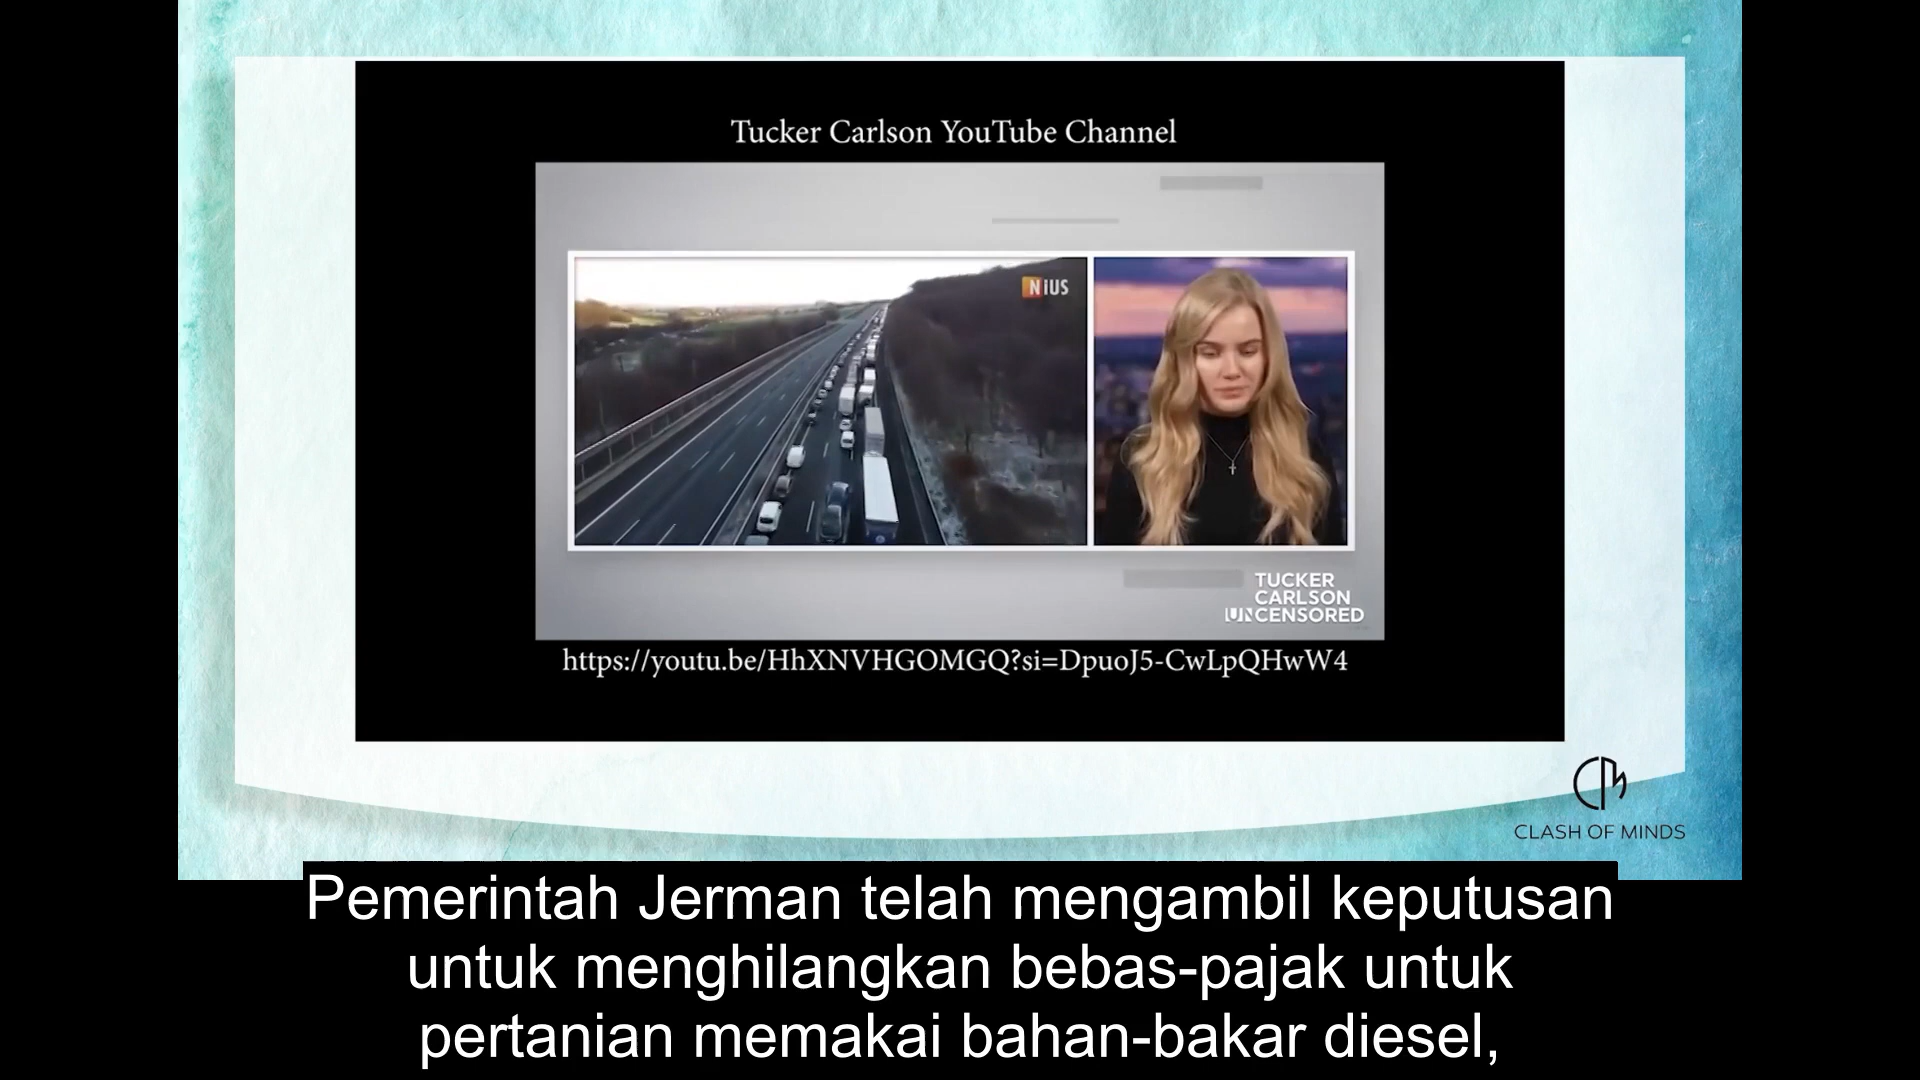 Tucker Carlson YouTube Channel
NiUS
TUCKER
CARLSON
UNCENSORED
https://youtu.be/HhXNVHGOMGQ?si=DpuoJ5-CwLpQHwW4
CLASH OF MINDS
Pemerintah Jerman telah mengambil keputusan
untuk menghilangkan bebas-pajak untuk
pertanian memakai bahan-bakar diesel,